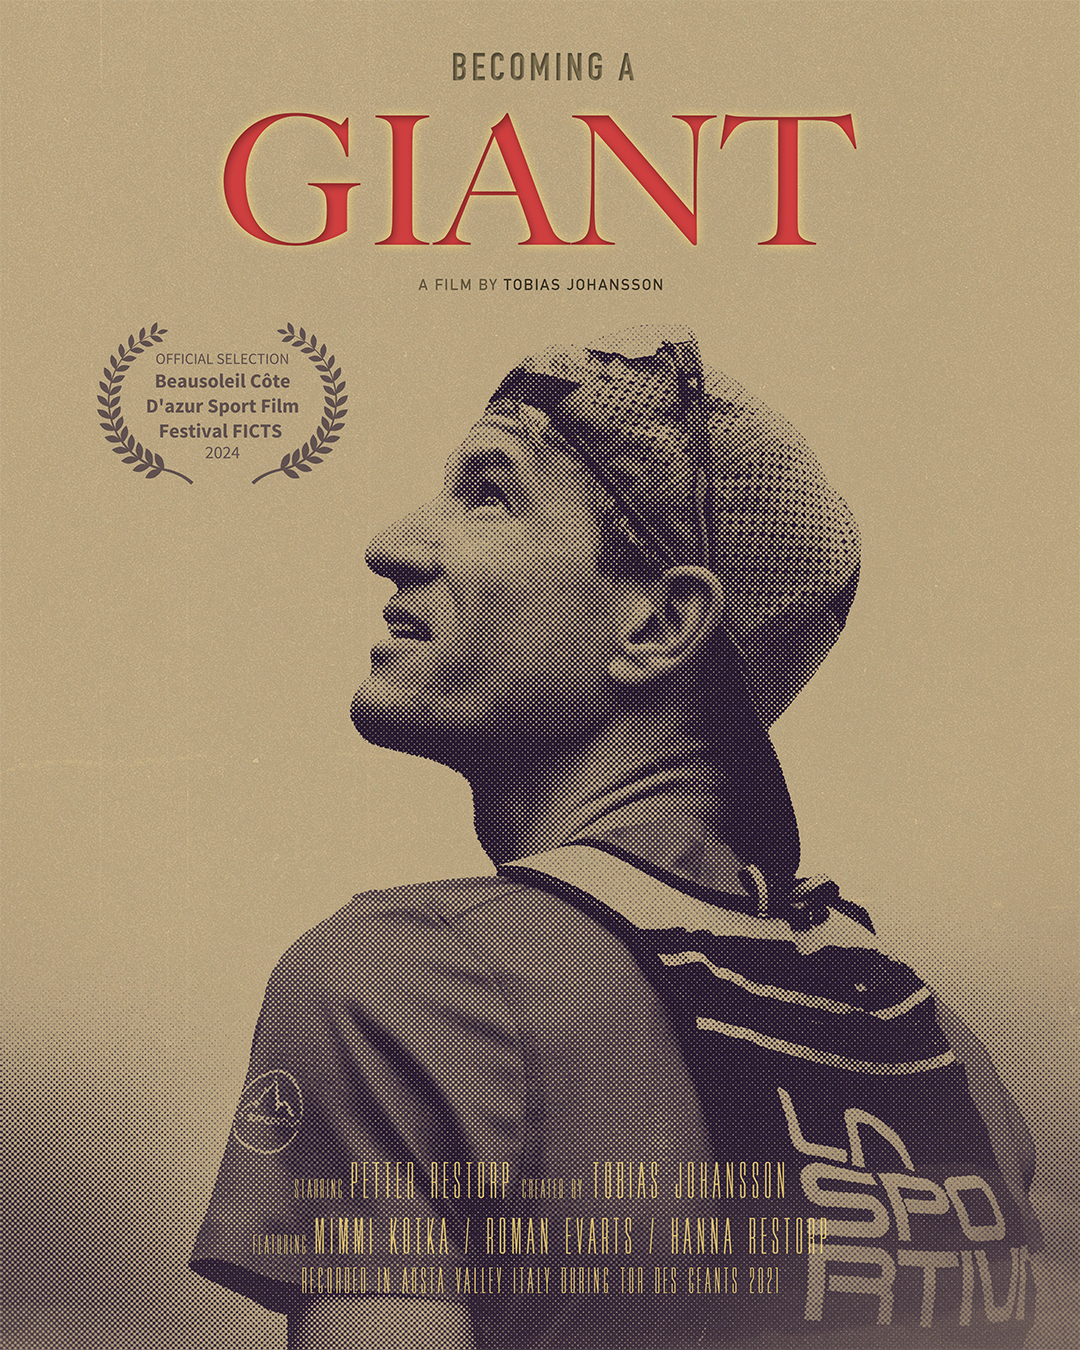 BECOMING A
GIANT
A FILM BY TOBIAS JOHANSSON
OFFICIAL SELECTION
Beausoleil Côte
D'azur Sport Film
Festival FICTS
2024
LA
SPO
RTIV
STARRING PETTER RESTORP CREATED BY TOBIAS JOHANSSON
FEATURING MIMMI KOTKA / ROMAN EVARTS / HANNA RESTORP
RECORDED IN AOSTA VALLEY ITALY DURING TOR DES GEANTS 2021